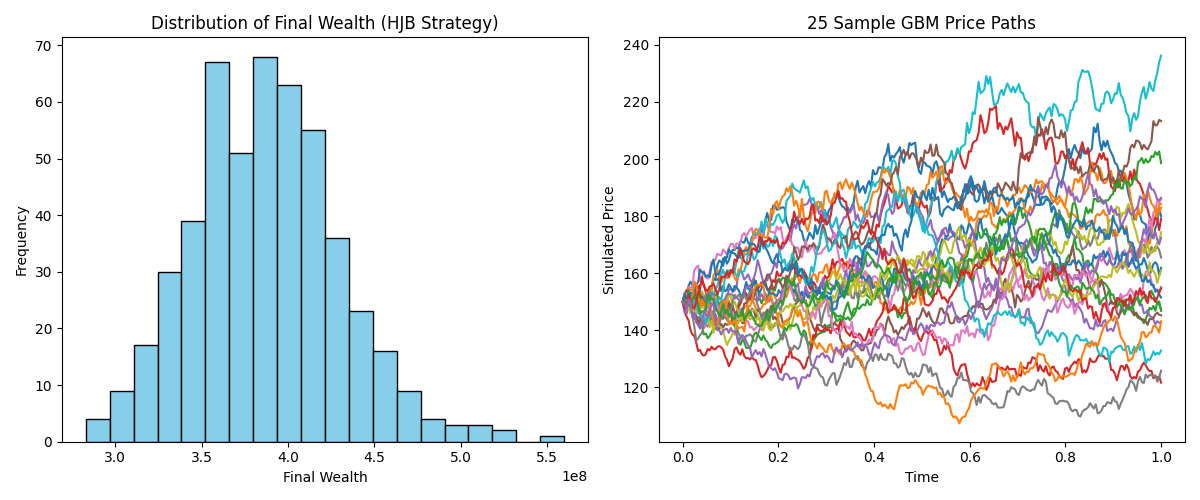 Distribution of Final Wealth (HJB Strategy)
Frequency
70
60
50
40
30
20
10
0
3.0 3.5 4.0 4.5 5.0 5.5
1e8
Final Wealth
25 Sample GBM Price Paths
Simulated Price
240
220
200
180
160
140
120
0.0 0.2 0.4 0.6 0.8 1.0
Time